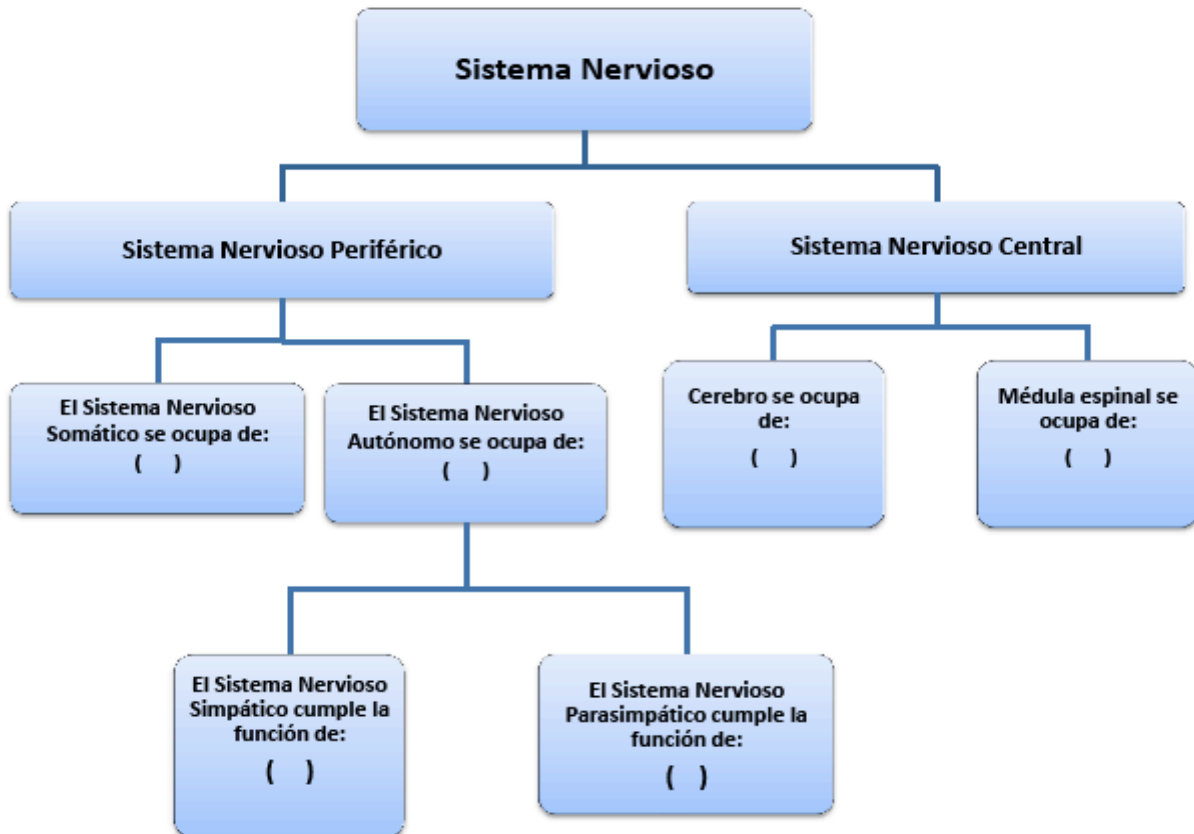 Sistema Nervioso
Sistema Nervioso Periférico
Sistema Nervioso Central
El Sistema Nervioso
Somático se ocupa de:
(    )
El Sistema Nervioso
Autónomo se ocupa de:
(    )
Cerebro se ocupa
de:
(    )
Médula espinal se
ocupa de:
(    )
El Sistema Nervioso
Simpático cumple la
función de:
(    )
El Sistema Nervioso
Parasimpático cumple la
función de:
(    )